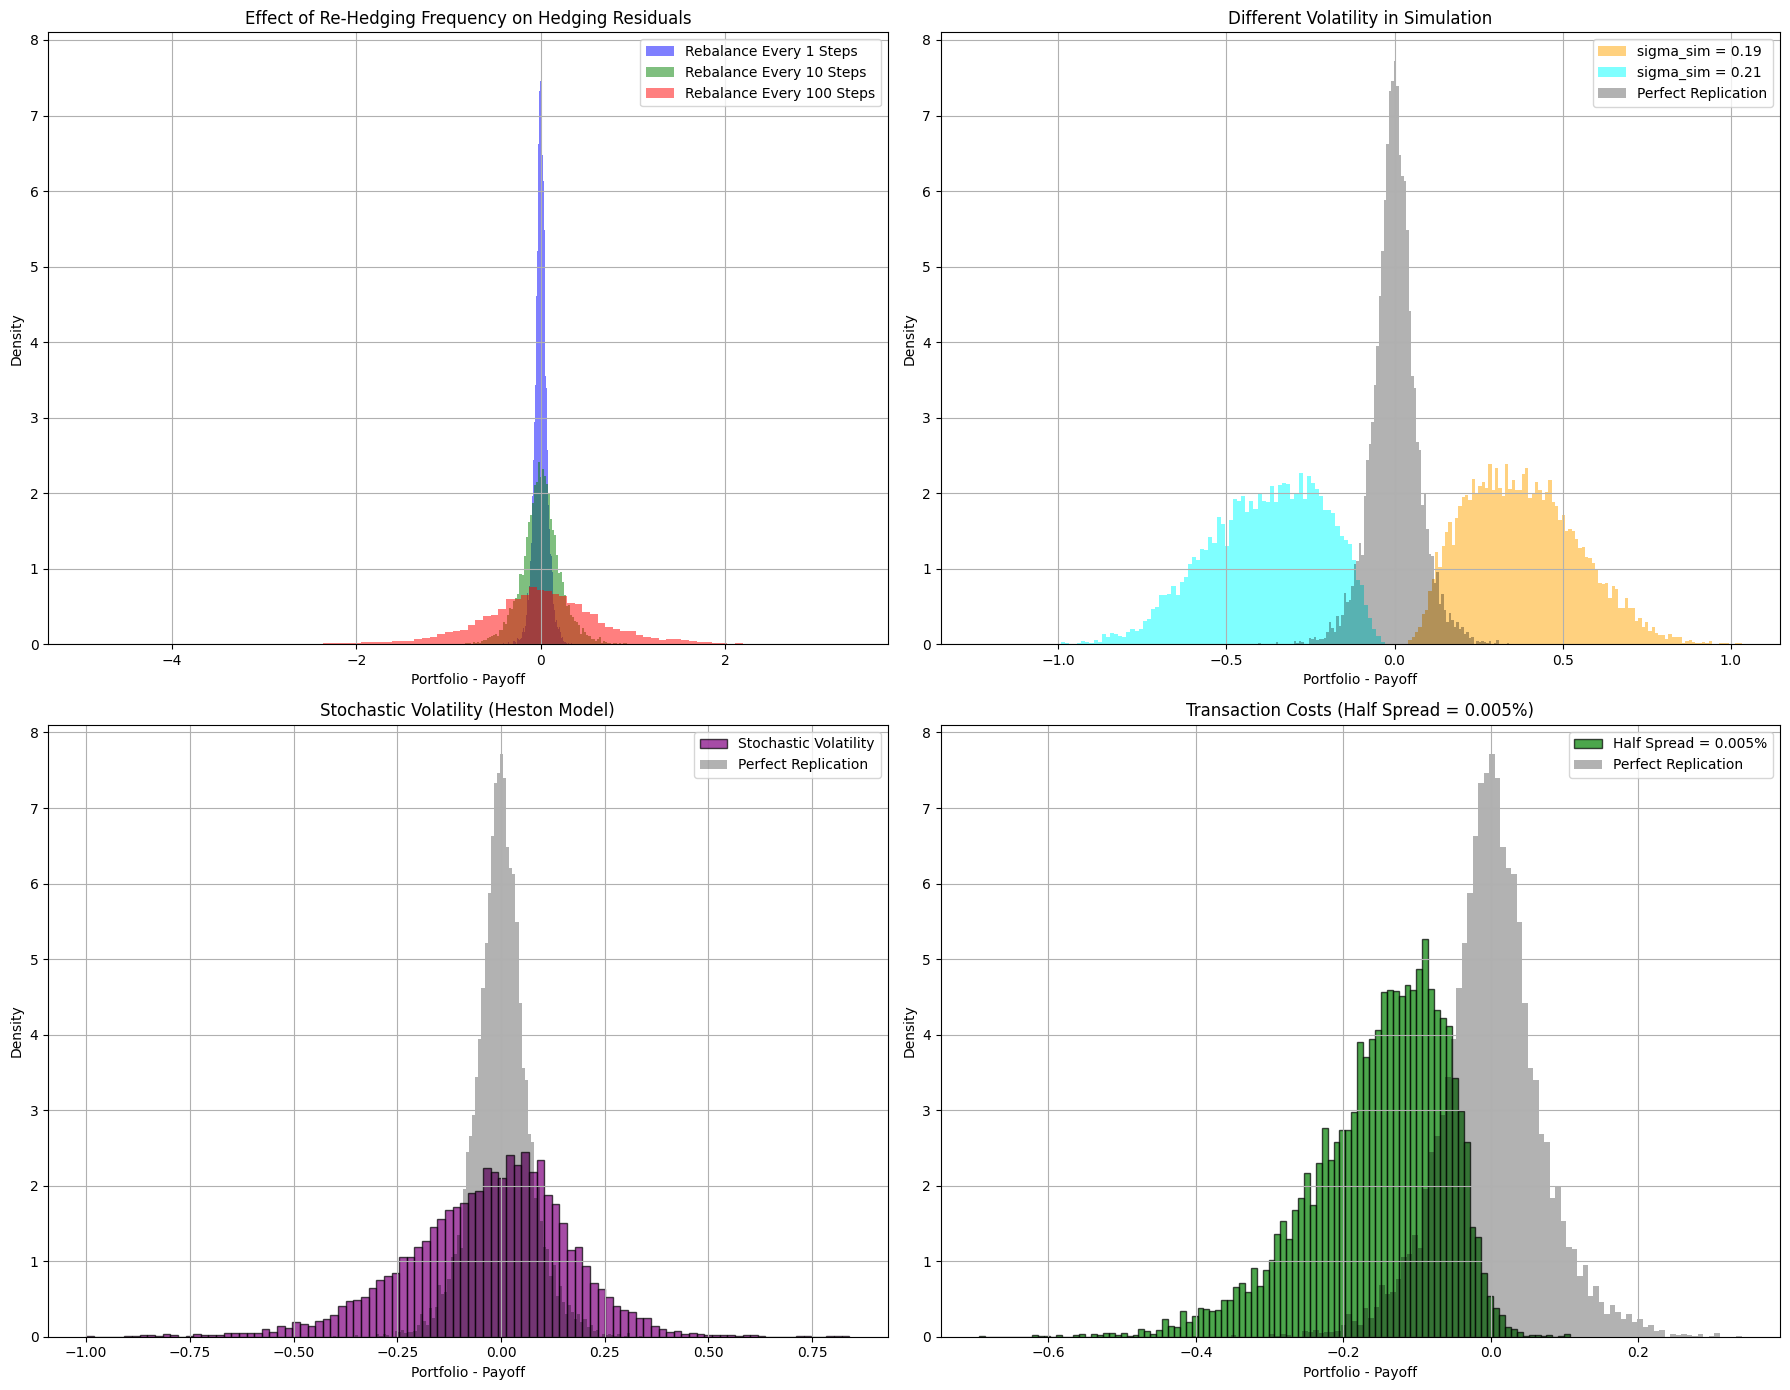 Effect of Re-Hedging Frequency on Hedging Residuals
Rebalance Every 1 Steps
Rebalance Every 10 Steps
Rebalance Every 100 Steps
8
7
6
5
4
3
2
1
0
Density
−4
−2
0
2
Portfolio - Payoff
Different Volatility in Simulation
sigma_sim = 0.19
sigma_sim = 0.21
Perfect Replication
8
7
6
5
4
3
2
1
0
Density
−1.0
−0.5
0.0
0.5
1.0
Portfolio - Payoff
Stochastic Volatility (Heston Model)
Stochastic Volatility
Perfect Replication
8
7
6
5
4
3
2
1
0
Density
−1.00
−0.75
−0.50
−0.25
0.00
0.25
0.50
0.75
Portfolio - Payoff
Transaction Costs (Half Spread = 0.005%)
Half Spread = 0.005%
Perfect Replication
8
7
6
5
4
3
2
1
0
Density
−0.6
−0.4
−0.2
0.0
0.2
Portfolio - Payoff